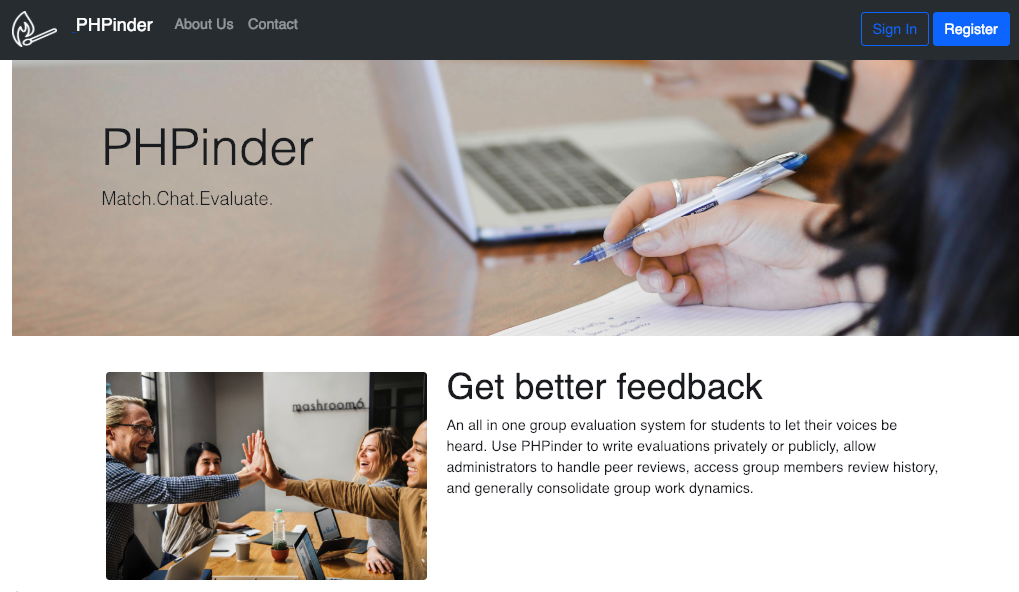 PHPinder About Us Contact Sign In Register
PHPinder
Match.Chat.Evaluate.
mashroom6
Get better feedback
An all in one group evaluation system for students to let their voices be
heard. Use PHPinder to write evaluations privately or publicly, allow
administrators to handle peer reviews, access group members review history,
and generally consolidate group work dynamics.